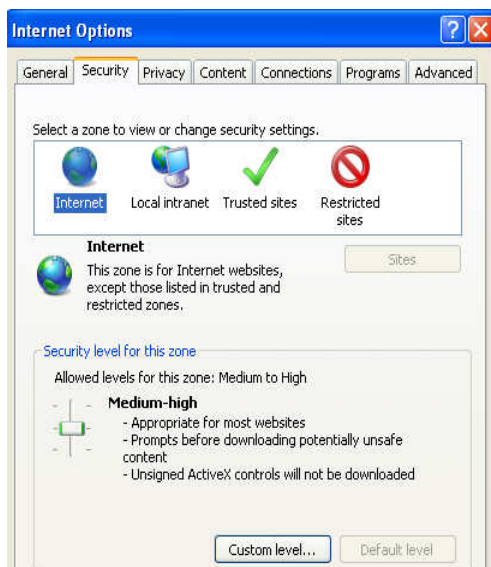 Internet Options
General Security Privacy Content Connections Programs Advanced
Select a zone to view or change security settings.
Internet Local intranet Trusted sites Restricted
sites
Internet
This zone is for Internet websites,
except those listed in trusted and
restricted zones.
Sites
Security level for this zone
Allowed levels for this zone: Medium to High
Medium-high
- Appropriate for most websites
- Prompts before downloading potentially unsafe
content
- Unsigned ActiveX controls will not be downloaded
Custom level... Default level